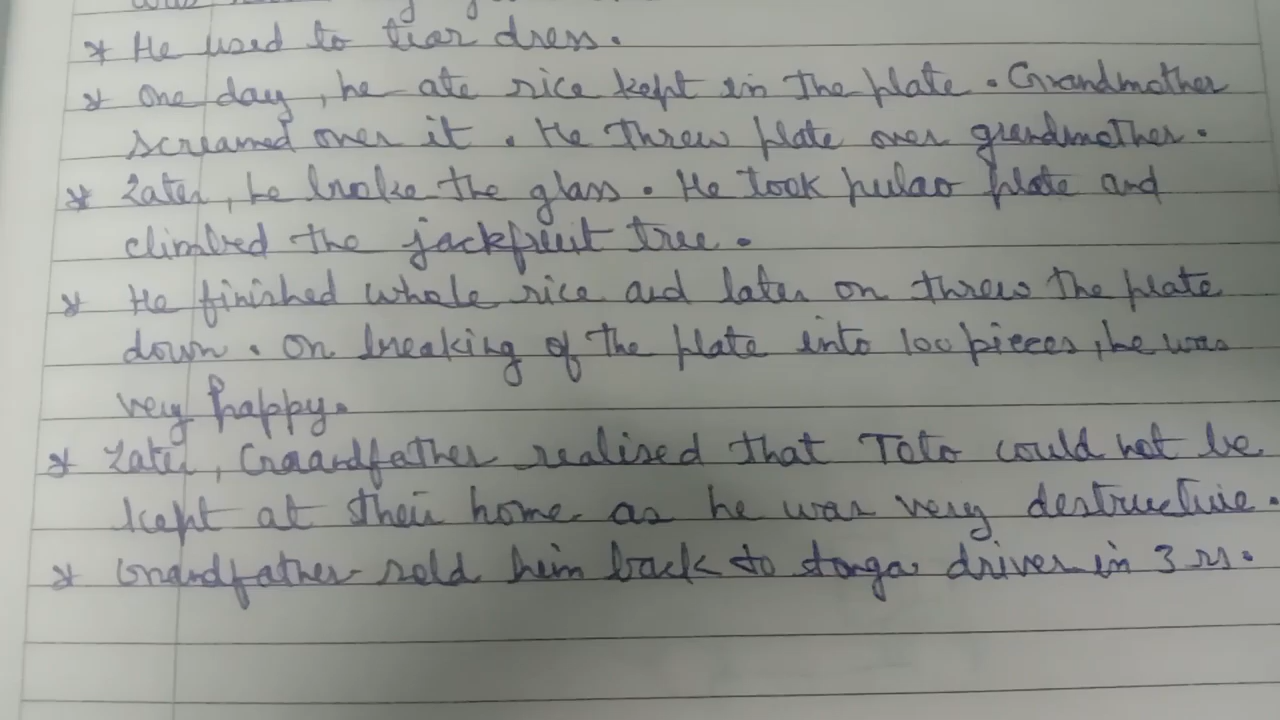 * He used to tear dress.
* One day, he ate rice kept in the plate. Grandmother
screamed over it. He threw plate over grandmother.
* Later, he broke the glass. He took pulao plate and
climbed the jackfruit tree.
* He finished whole rice and later on threw the plate
down. On breaking of the plate into 100 pieces, he was
very happy.
* Later, Graandfather realised that Toto could not be
kept at their home as he was very destructive.
* Grandfather sold him back to tonga driver in 3 rs.